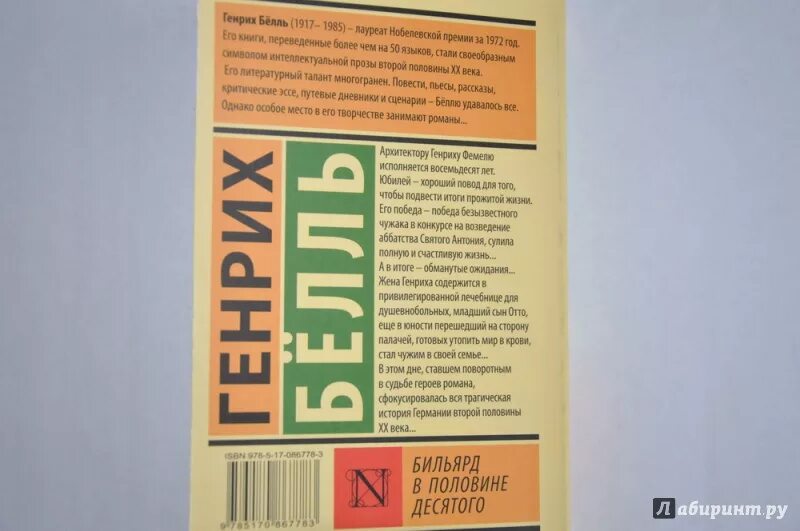 Генрих Бёлль (1917– 1985) – лауреат Нобелевской премии за 1972 год.
Его книги, переведенные более чем на 50 языков, стали своеобразным
символом интеллектуальной прозы второй половины XX века.
Его литературный талант многогранен. Повести, пьесы, рассказы,
критические эссе, путевые дневники и сценарии – Бёллю удавалось все.
Однако особое место в его творчестве занимают романы...
ГЕНРИХ
БЁЛЛЬ
Архитектору Генриху Фемелю
исполняется восемьдесят лет.
Юбилей – хороший повод для того,
чтобы подвести итоги прожитой жизни.
Его победа – победа безызвестного
чужака в конкурсе на возведение
аббатства Святого Антония, сулила
полную и счастливую жизнь...
А в итоге – обманутые ожидания...
Жена Генриха содержится в
привилегированной лечебнице для
душевнобольных, младший сын Отто,
еще в юности перешедший на сторону
палачей, готовых утопить мир в крови,
стал чужим в своей семье...
В этом дне, ставшем поворотным
в судьбе героев романа,
сфокусировалась вся трагическая
история Германии второй половины
XX века...
ISBN 978-5-17-086778-3
9 785170 867783
N
БИЛЬЯРД
В ПОЛОВИНЕ
ДЕСЯТОГО
Лабиринт.ру